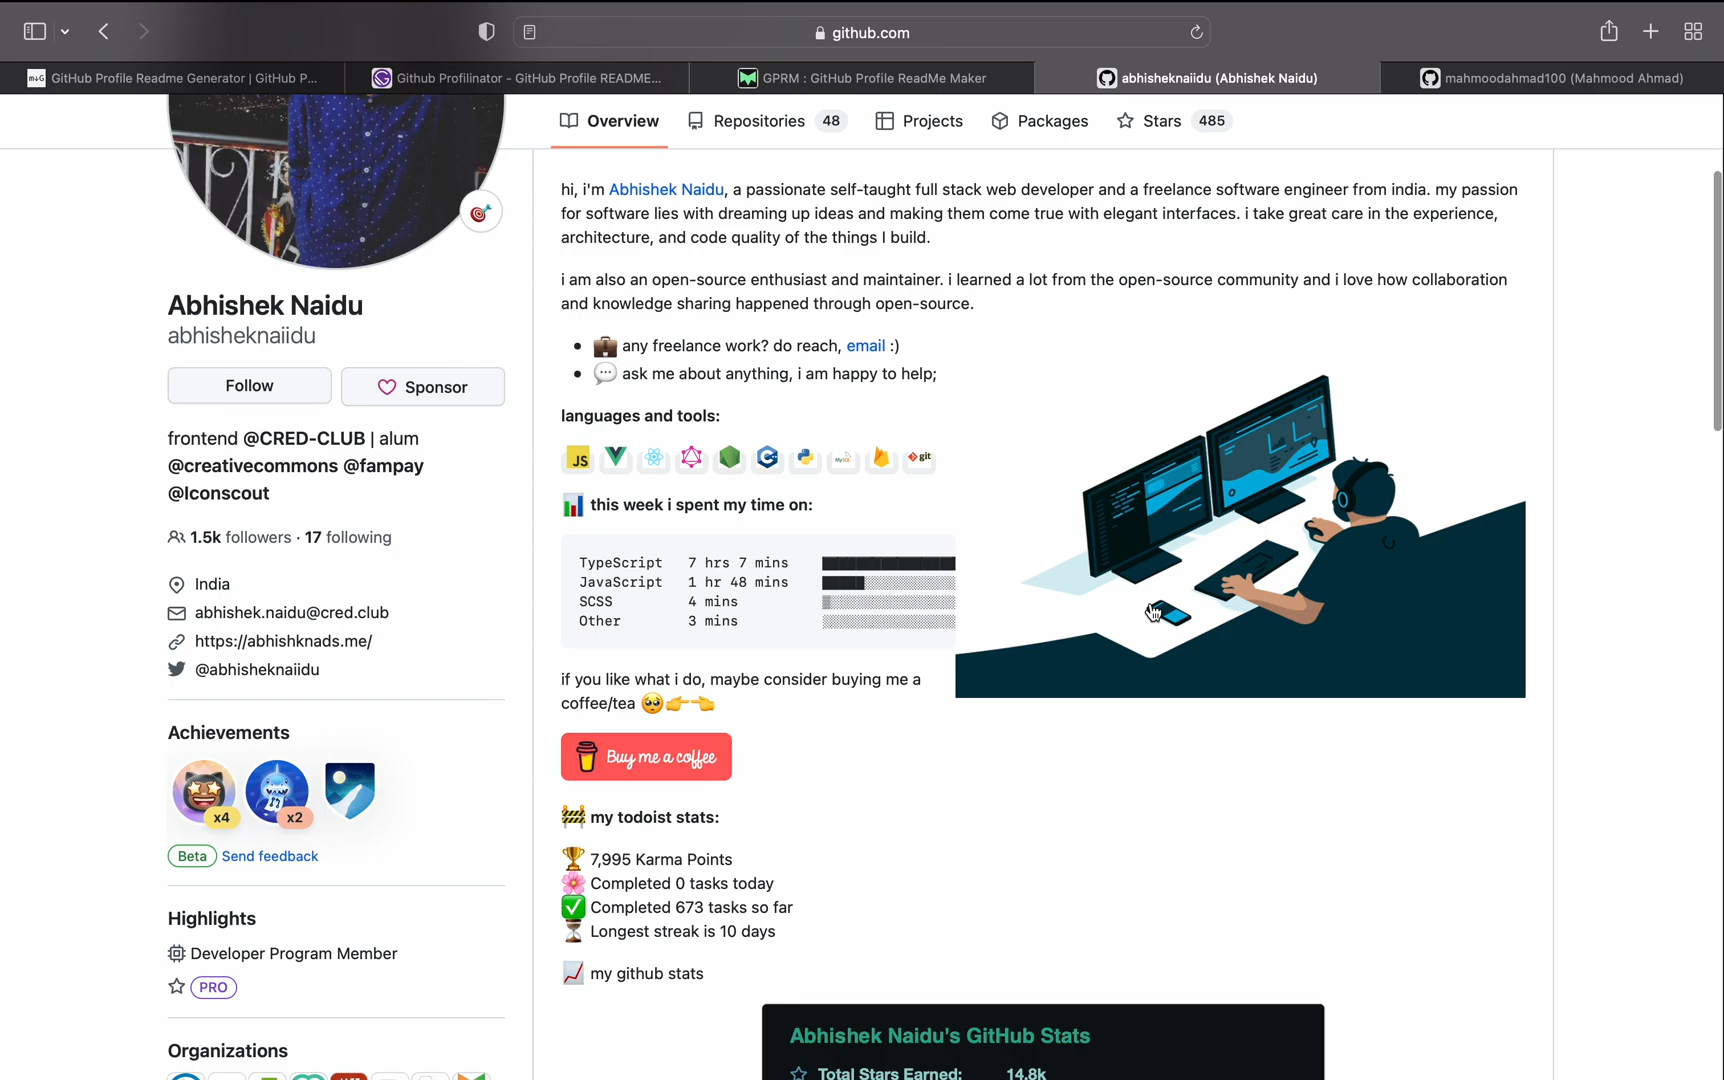 github.com
GitHub Profile Readme Generator | GitHub P...
Github Profilinator - GitHub Profile README...
GPRM : GitHub Profile ReadMe Maker
abhisheknaiidu (Abhishek Naidu)
mahmoodahmad100 (Mahmood Ahmad)
Overview
Repositories 48
Projects
Packages
Stars 485
Abhishek Naidu
abhisheknaiidu
Follow
Sponsor
frontend @CRED-CLUB | alum
@creativecommons @fampay
@Iconscout
1.5k followers · 17 following
India
abhishek.naidu@cred.club
https://abhishknads.me/
@abhisheknaiidu
Achievements
x4
x2
Beta Send feedback
Highlights
Developer Program Member
PRO
Organizations
hi, i'm Abhishek Naidu, a passionate self-taught full stack web developer and a freelance software engineer from india. my passion
for software lies with dreaming up ideas and making them come true with elegant interfaces. i take great care in the experience,
architecture, and code quality of the things I build.
i am also an open-source enthusiast and maintainer. i learned a lot from the open-source community and i love how collaboration
and knowledge sharing happened through open-source.
any freelance work? do reach, email :)
ask me about anything, i am happy to help;
languages and tools:
JS
MySQL
git
this week i spent my time on:
TypeScript 7 hrs 7 mins
JavaScript 1 hr 48 mins
SCSS 4 mins
Other 3 mins
if you like what i do, maybe consider buying me a
coffee/tea 🥺👉👈
Buy me a coffee
my todoist stats:
7,995 Karma Points
Completed 0 tasks today
Completed 673 tasks so far
Longest streak is 10 days
my github stats
Abhishek Naidu's GitHub Stats
Total Stars Earned: 14.8k